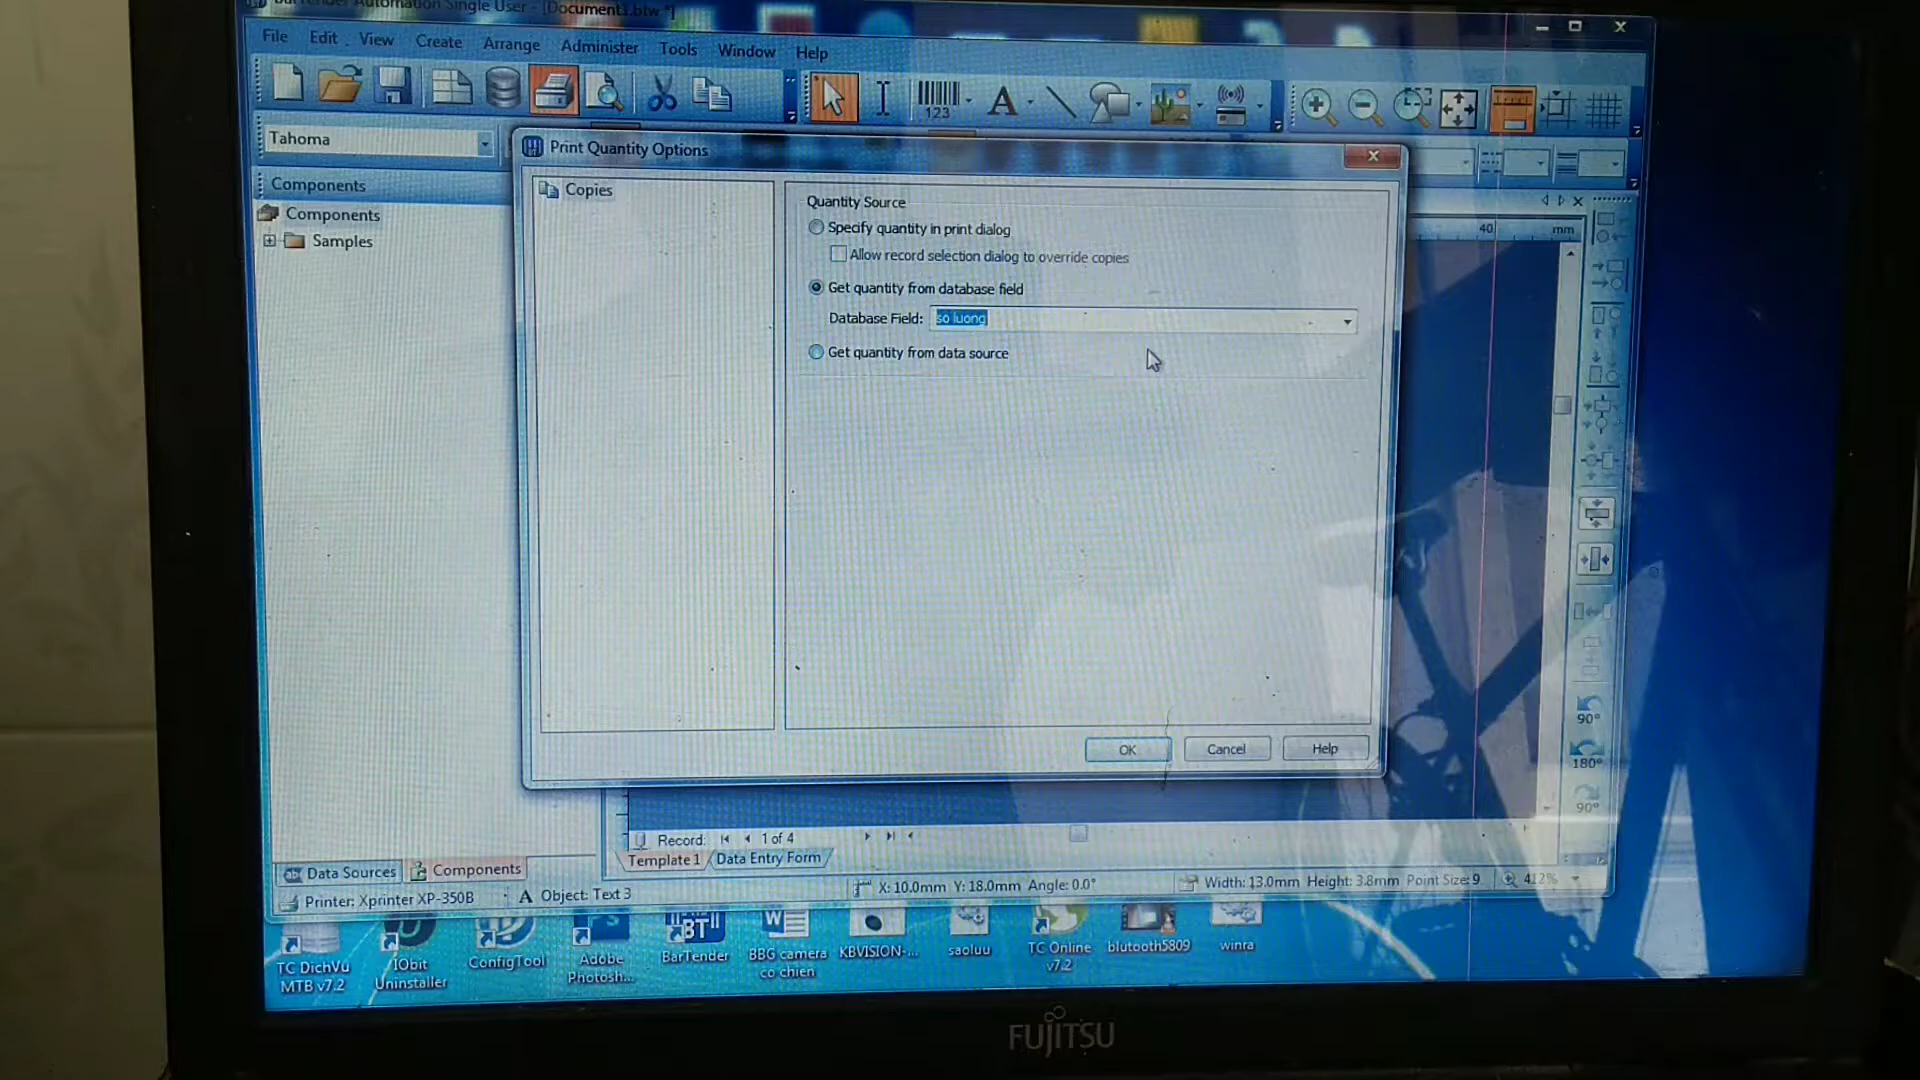 BarTender Automation Single User - [Document1.btw *]
File Edit View Create Arrange Administer Tools Window Help
123
Tahoma
Print Quantity Options
Components
Components
Samples
Copies
Quantity Source
Specify quantity in print dialog
Allow record selection dialog to override copies
Get quantity from database field
Database Field: so luong
Get quantity from data source
40
mm
OK Cancel Help
90°
180°
90°
Record: 1 of 4
Template 1 Data Entry Form
Data Sources Components
Printer: Xprinter XP-350B Object: Text 3 X: 10.0mm Y: 18.0mm Angle: 0.0° Width: 13.0mm Height: 3.8mm Point Size: 9 412%
TC DichVu
MTB v7.2
IObit
Uninstaller
ConfigTool
Adobe
Photosh...
BT
BarTender
BBG camera
co chien
KBVISION-...
saoluu
TC Online
v7.2
blutooth5809
winra
FUJITSU